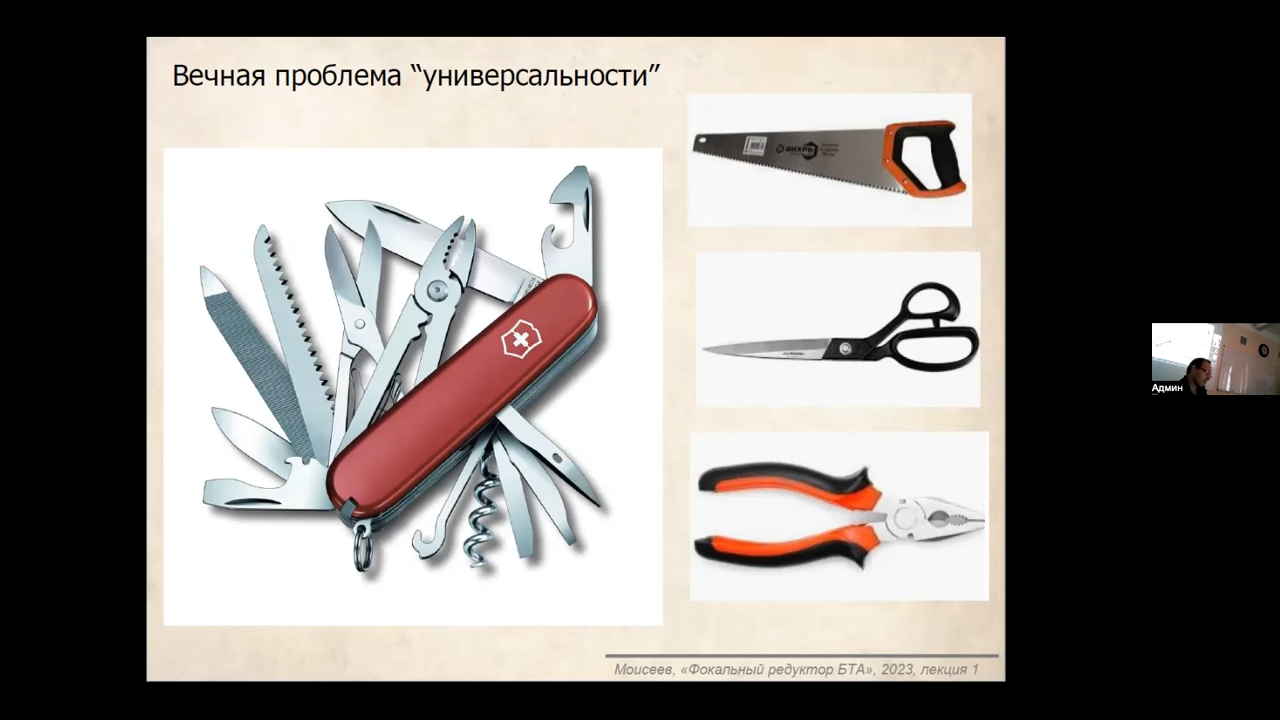 Вечная проблема “универсальности”
Моисеев, «Фокальный редуктор БТА», 2023, лекция 1
Админ